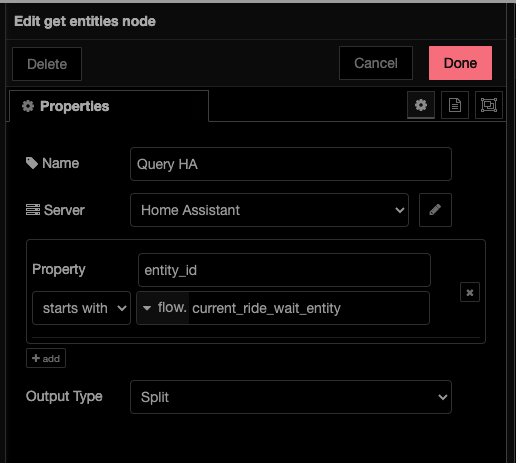 Edit get entities node
Delete Cancel Done
Properties
Name Query HA
Server Home Assistant
Property entity_id
starts with flow. current_ride_wait_entity
add
Output Type Split